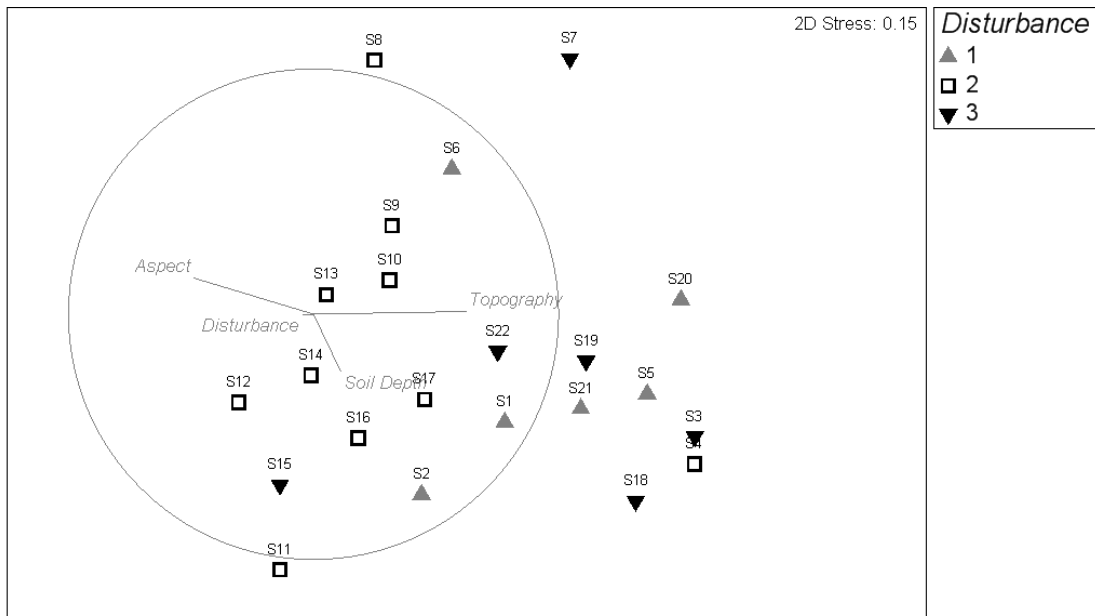 2D Stress: 0.15
Disturbance
1
2
3
S8
S7
S6
S9
S10
S13
Aspect
Topography
Disturbance
S20
S22
S19
S14
Soil Depth
S17
S12
S16
S1
S21
S5
S3
S4
S15
S2
S18
S11